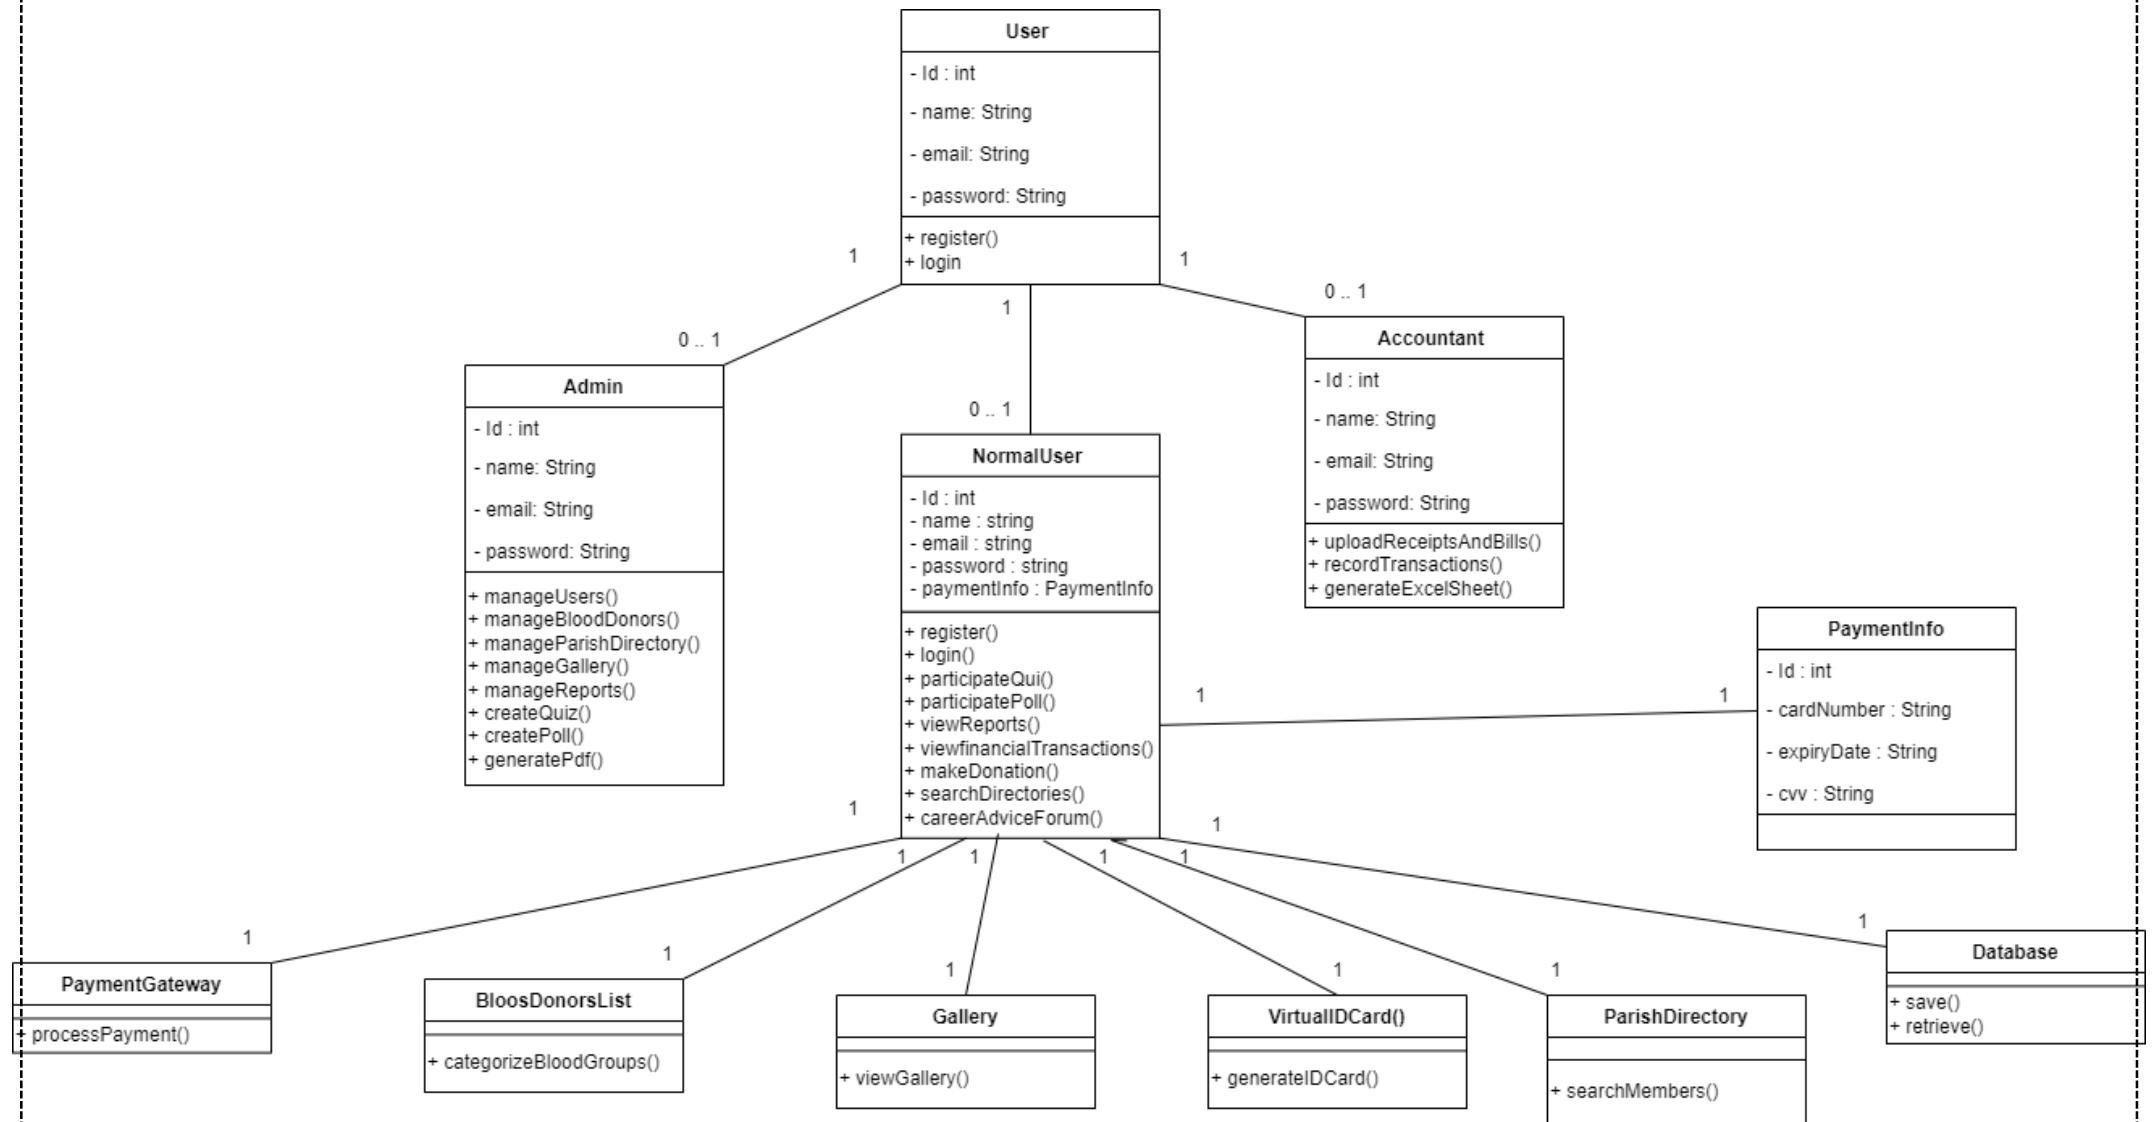 User
- Id : int
- name: String
- email: String
- password: String
+ register()
+ login
1
1
1
0 .. 1
0 .. 1
0 .. 1
Admin
- Id : int
- name: String
- email: String
- password: String
+ manageUsers()
+ manageBloodDonors()
+ manageParishDirectory()
+ manageGallery()
+ manageReports()
+ createQuiz()
+ createPoll()
+ generatePdf()
NormalUser
- Id : int
- name : string
- email : string
- password : string
- paymentInfo : PaymentInfo
+ register()
+ login()
+ participateQui()
+ participatePoll()
+ viewReports()
+ viewfinancialTransactions()
+ makeDonation()
+ searchDirectories()
+ careerAdviceForum()
Accountant
- Id : int
- name: String
- email: String
- password: String
+ uploadReceiptsAndBills()
+ recordTransactions()
+ generateExcelSheet()
1
1
PaymentInfo
- Id : int
- cardNumber : String
- expiryDate : String
- cvv : String
1
1
1
1
1
1
1
1
1
1
1
1
PaymentGateway
+ processPayment()
BloosDonorsList
+ categorizeBloodGroups()
Gallery
+ viewGallery()
VirtualIDCard()
+ generateIDCard()
ParishDirectory
+ searchMembers()
Database
+ save()
+ retrieve()